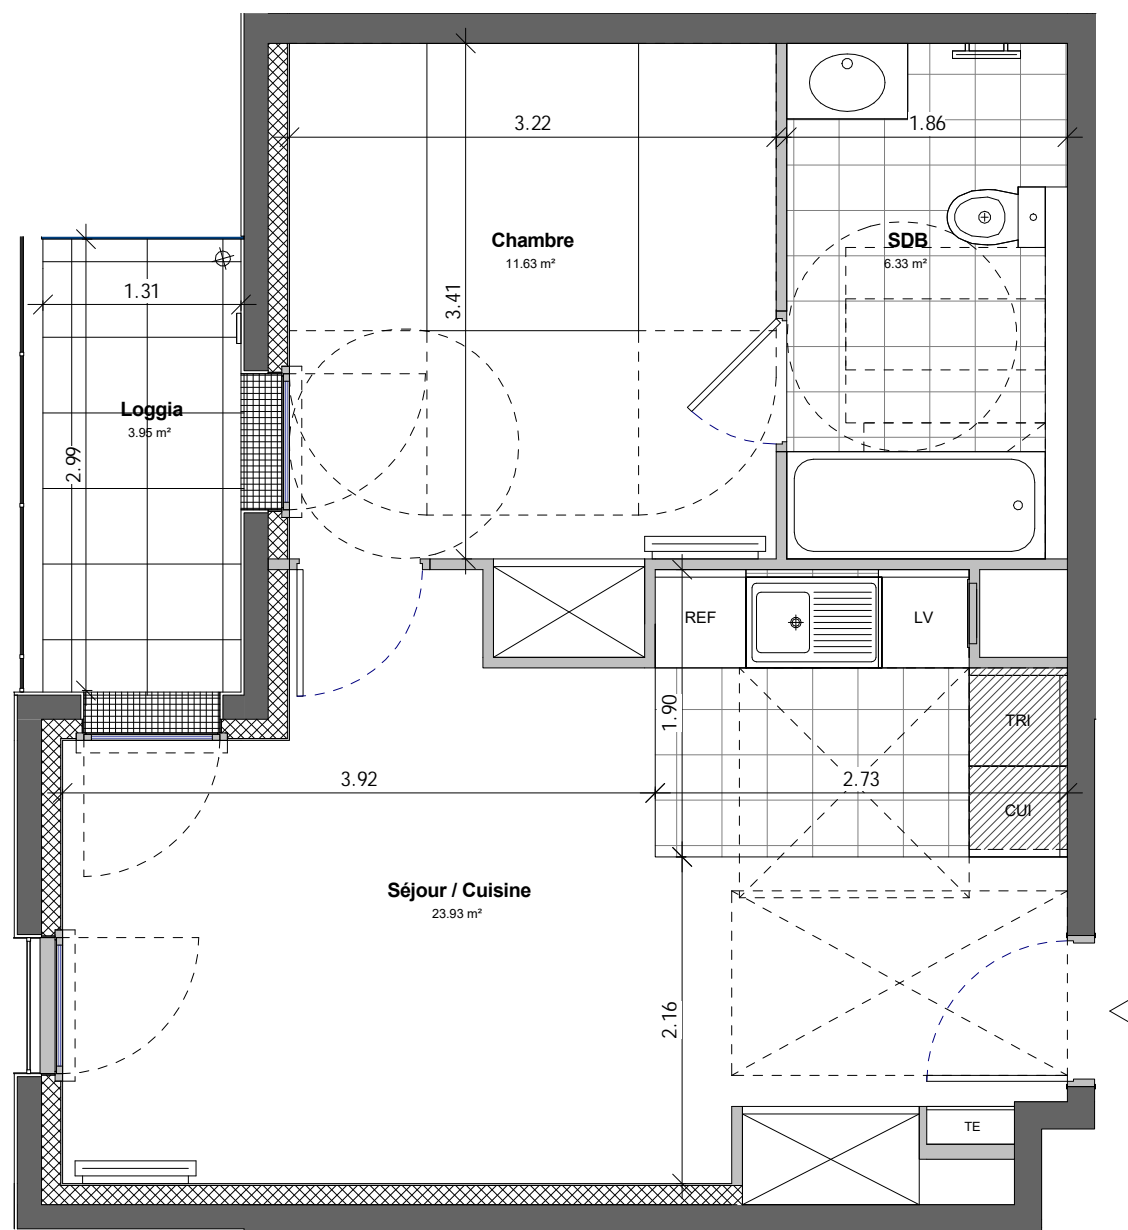 3.22
1.86
Chambre
11.63 m²
SDB
6.33 m²
1.31
3.41
Loggia
3.95 m²
2.99
REF
LV
1.90
TRI
3.92
2.73
CUI
Séjour / Cuisine
23.93 m²
2.16
TE